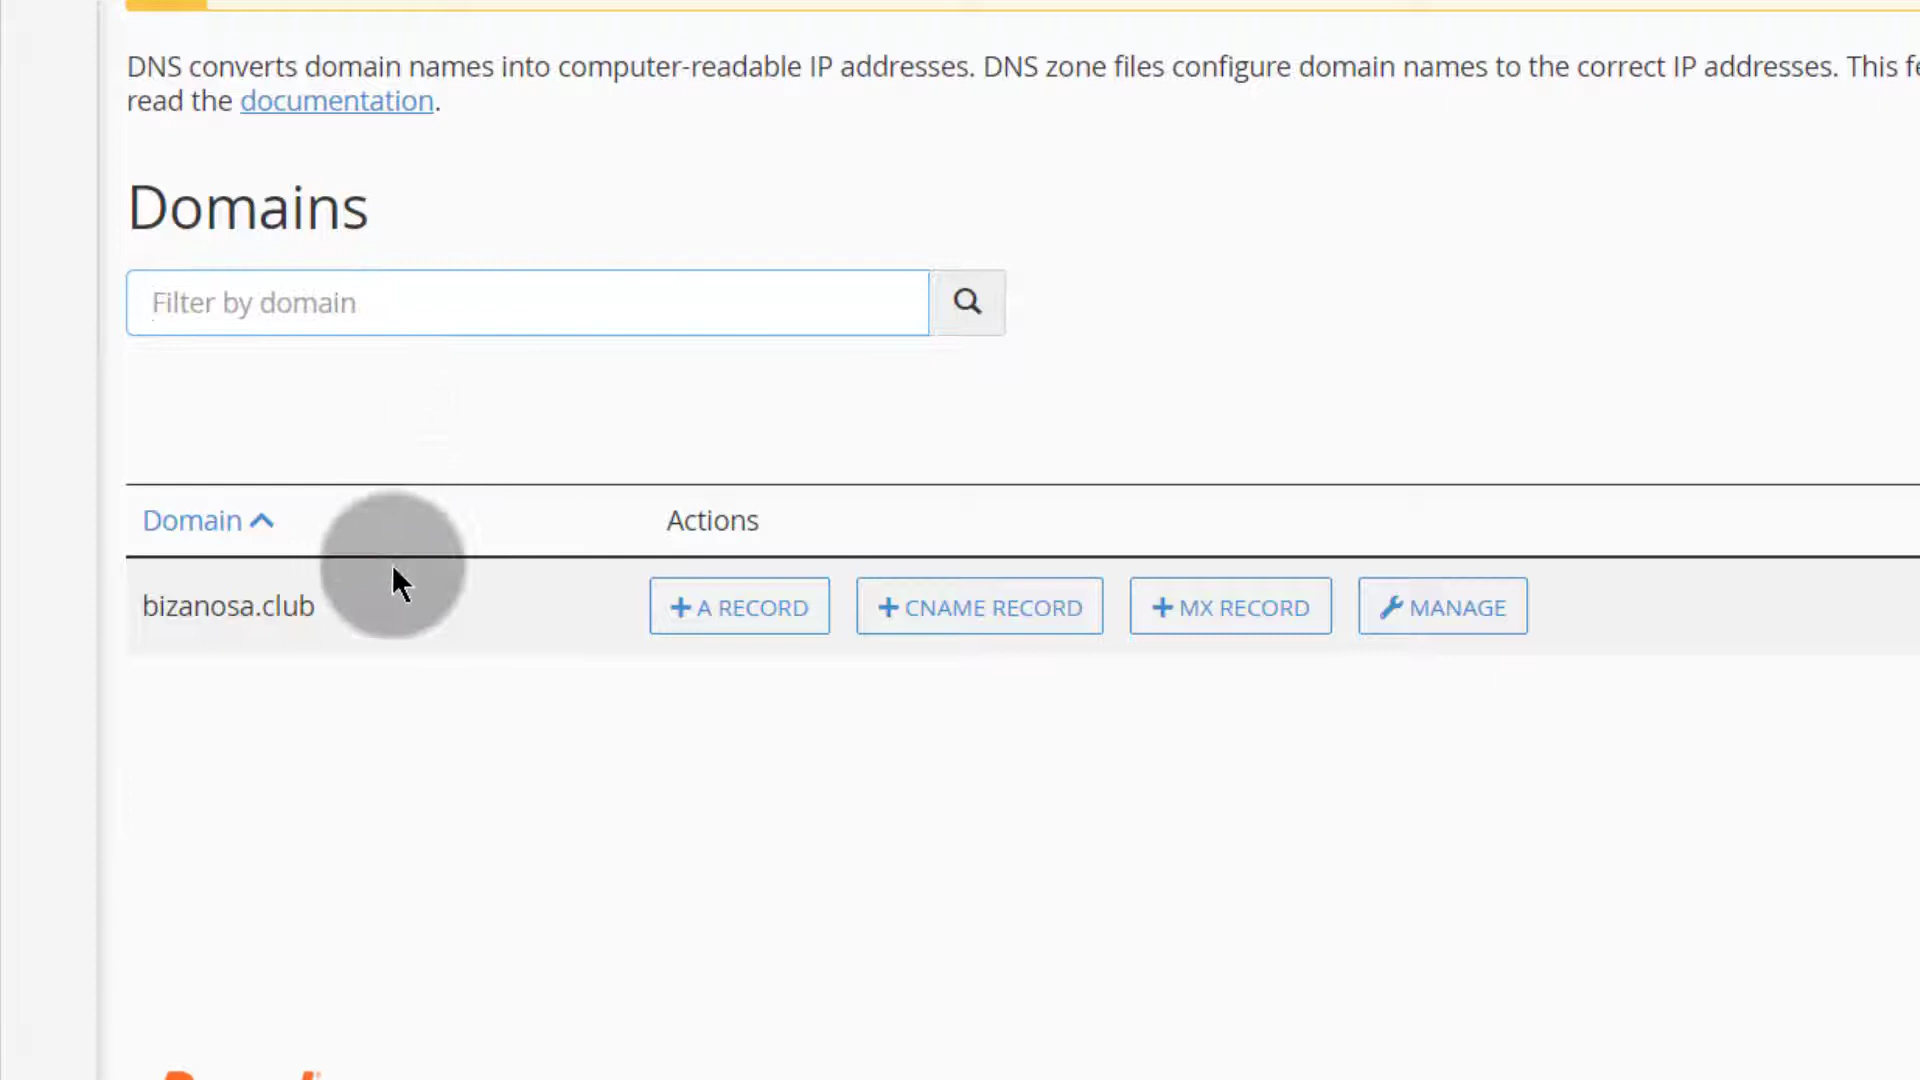 DNS converts domain names into computer-readable IP addresses. DNS zone files configure domain names to the correct IP addresses. This
read the documentation.
Domains
Filter by domain
Domain Actions
bizanosa.club + A RECORD + CNAME RECORD + MX RECORD MANAGE